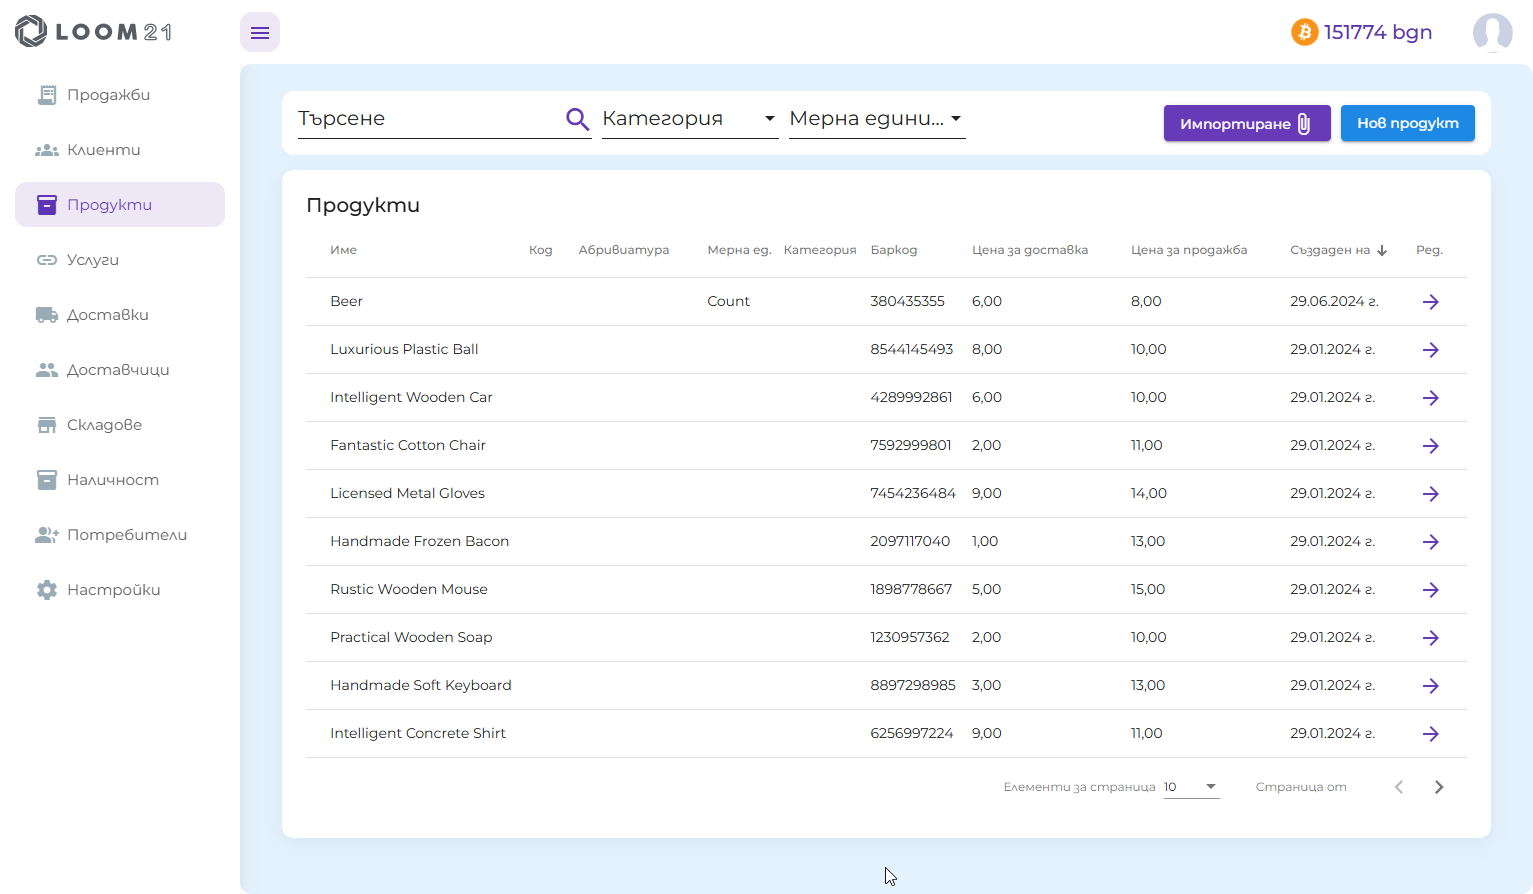 LOOM 21
151774 bgn
Продажби
Клиенти
Продукти
Услуги
Доставки
Доставчици
Складове
Наличност
Потребители
Настройки
Търсене Категория Мерна едини... Импортиране Нов продукт
Продукти
Име Код Абривиатура Мерна ед. Категория Баркод Цена за доставка Цена за продажба Създаден на Ред.
Beer Count 380435355 6,00 8,00 29.06.2024 г.
Luxurious Plastic Ball 8544145493 8,00 10,00 29.01.2024 г.
Intelligent Wooden Car 4289992861 6,00 10,00 29.01.2024 г.
Fantastic Cotton Chair 7592999801 2,00 11,00 29.01.2024 г.
Licensed Metal Gloves 7454236484 9,00 14,00 29.01.2024 г.
Handmade Frozen Bacon 2097117040 1,00 13,00 29.01.2024 г.
Rustic Wooden Mouse 1898778667 5,00 15,00 29.01.2024 г.
Practical Wooden Soap 1230957362 2,00 10,00 29.01.2024 г.
Handmade Soft Keyboard 8897298985 3,00 13,00 29.01.2024 г.
Intelligent Concrete Shirt 6256997224 9,00 11,00 29.01.2024 г.
Елементи за страница 10 Страница от